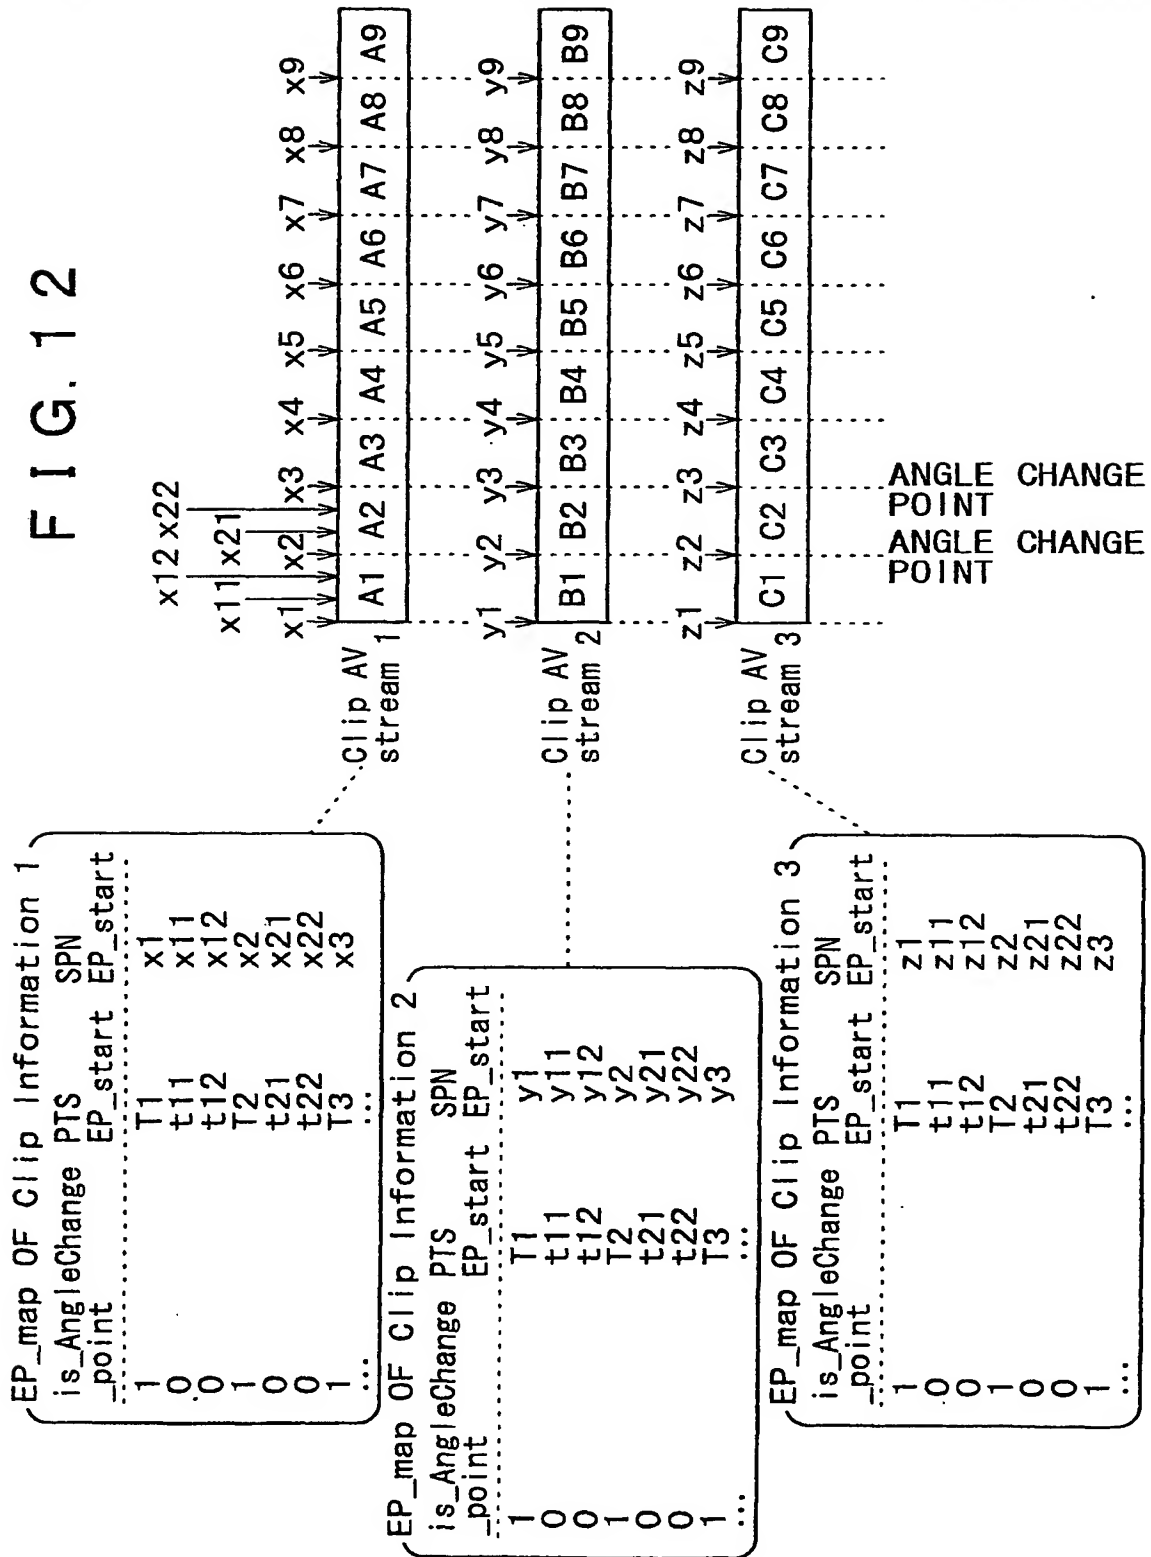 FIG. 12
EP_map OF Clip Information 1
is_AngleChange PTS SPN
_point EP_start EP_start
1 T1 x1
0 t11 x11
0 t12 x12
1 T2 x2
0 t21 x21
0 t22 x22
1 T3 x3
... ...
EP_map OF Clip Information 2
is_AngleChange PTS SPN
_point EP_start EP_start
1 T1 y1
0 t11 y11
0 t12 y12
1 T2 y2
0 t21 y21
0 t22 y22
1 T3 y3
... ...
EP_map OF Clip Information 3
is_AngleChange PTS SPN
_point EP_start EP_start
1 T1 z1
0 t11 z11
0 t12 z12
1 T2 z2
0 t21 z21
0 t22 z22
1 T3 z3
... ...
x12 x22
x11 x21
x1 x2 x3 x4 x5 x6 x7 x8 x9
Clip AV
stream 1
A1 A2 A3 A4 A5 A6 A7 A8 A9
y1 y2 y3 y4 y5 y6 y7 y8 y9
Clip AV
stream 2
B1 B2 B3 B4 B5 B6 B7 B8 B9
z1 z2 z3 z4 z5 z6 z7 z8 z9
Clip AV
stream 3
C1 C2 C3 C4 C5 C6 C7 C8 C9
ANGLE CHANGE
POINT
ANGLE CHANGE
POINT